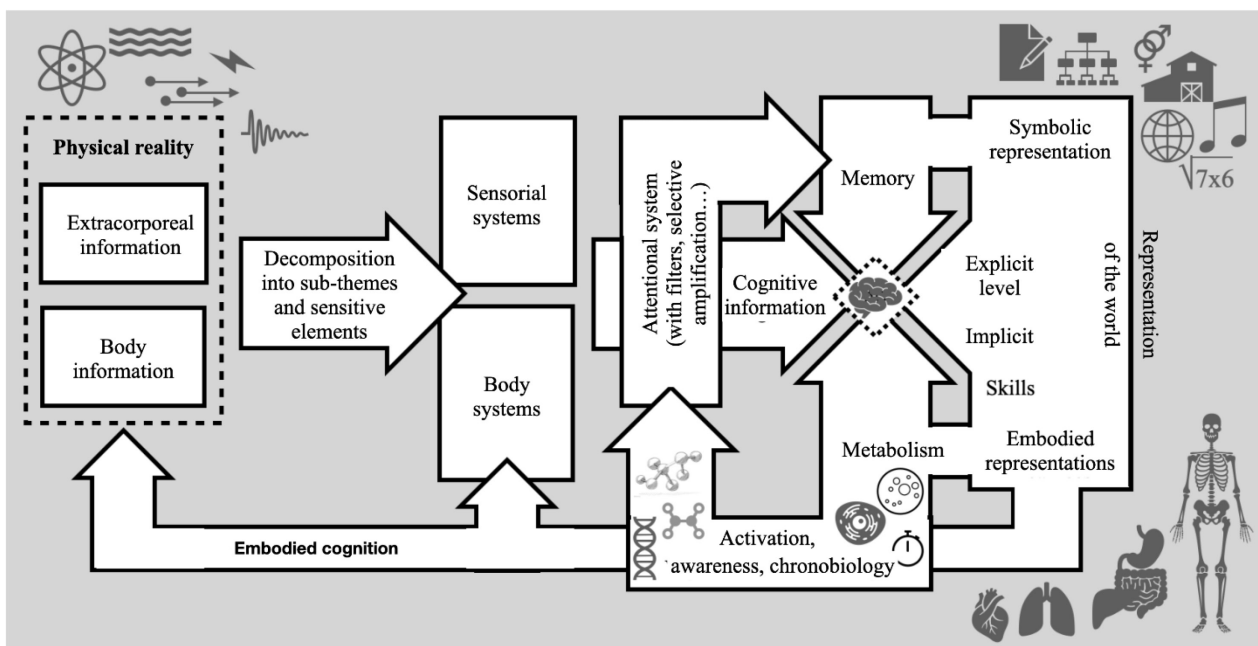 Physical reality
Extracorporeal
information
Body
information
Decomposition
into sub-themes
and sensitive
elements
Sensorial
systems
Body
systems
Attentional system
(with filters, selective
amplification…)
Cognitive
information
Memory
Symbolic
representation
Explicit
level
Implicit
Skills
Embodied
representations
Representation
of the world
Metabolism
Activation,
awareness, chronobiology
Embodied cognition
√7x6